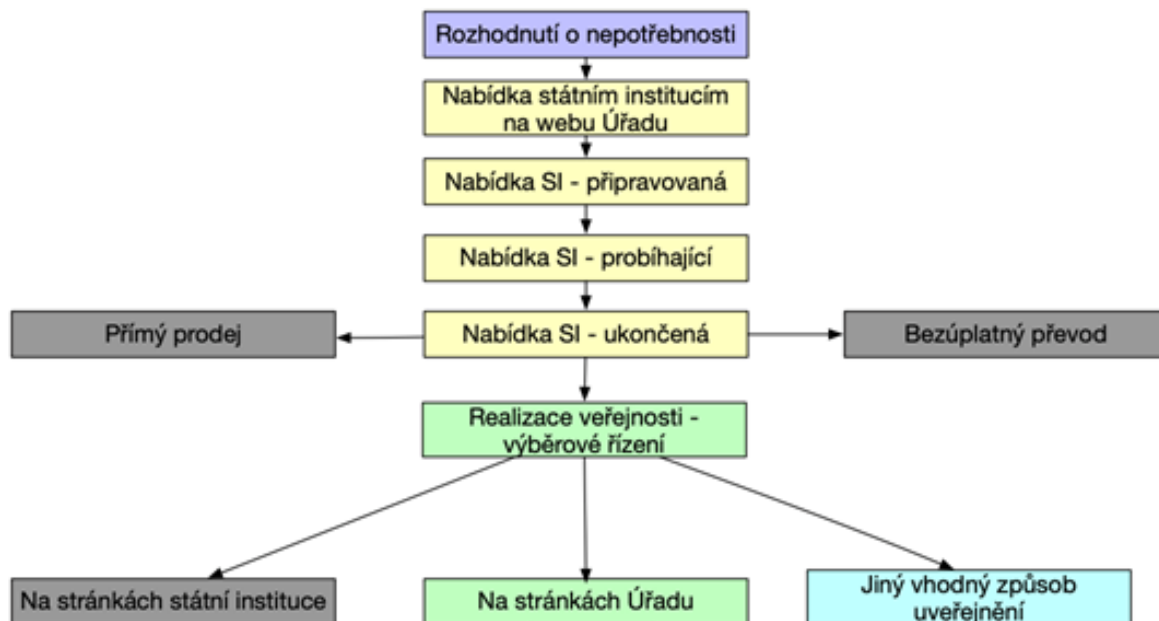 Rozhodnutí o nepotřebnosti
Nabídka státním institucím
na webu Úřadu
Nabídka SI - připravovaná
Nabídka SI - probíhající
Přímý prodej
Nabídka SI - ukončená
Bezúplatný převod
Realizace veřejnosti -
výběrové řízení
Na stránkách státní instituce
Na stránkách Úřadu
Jiný vhodný způsob
uveřejnění